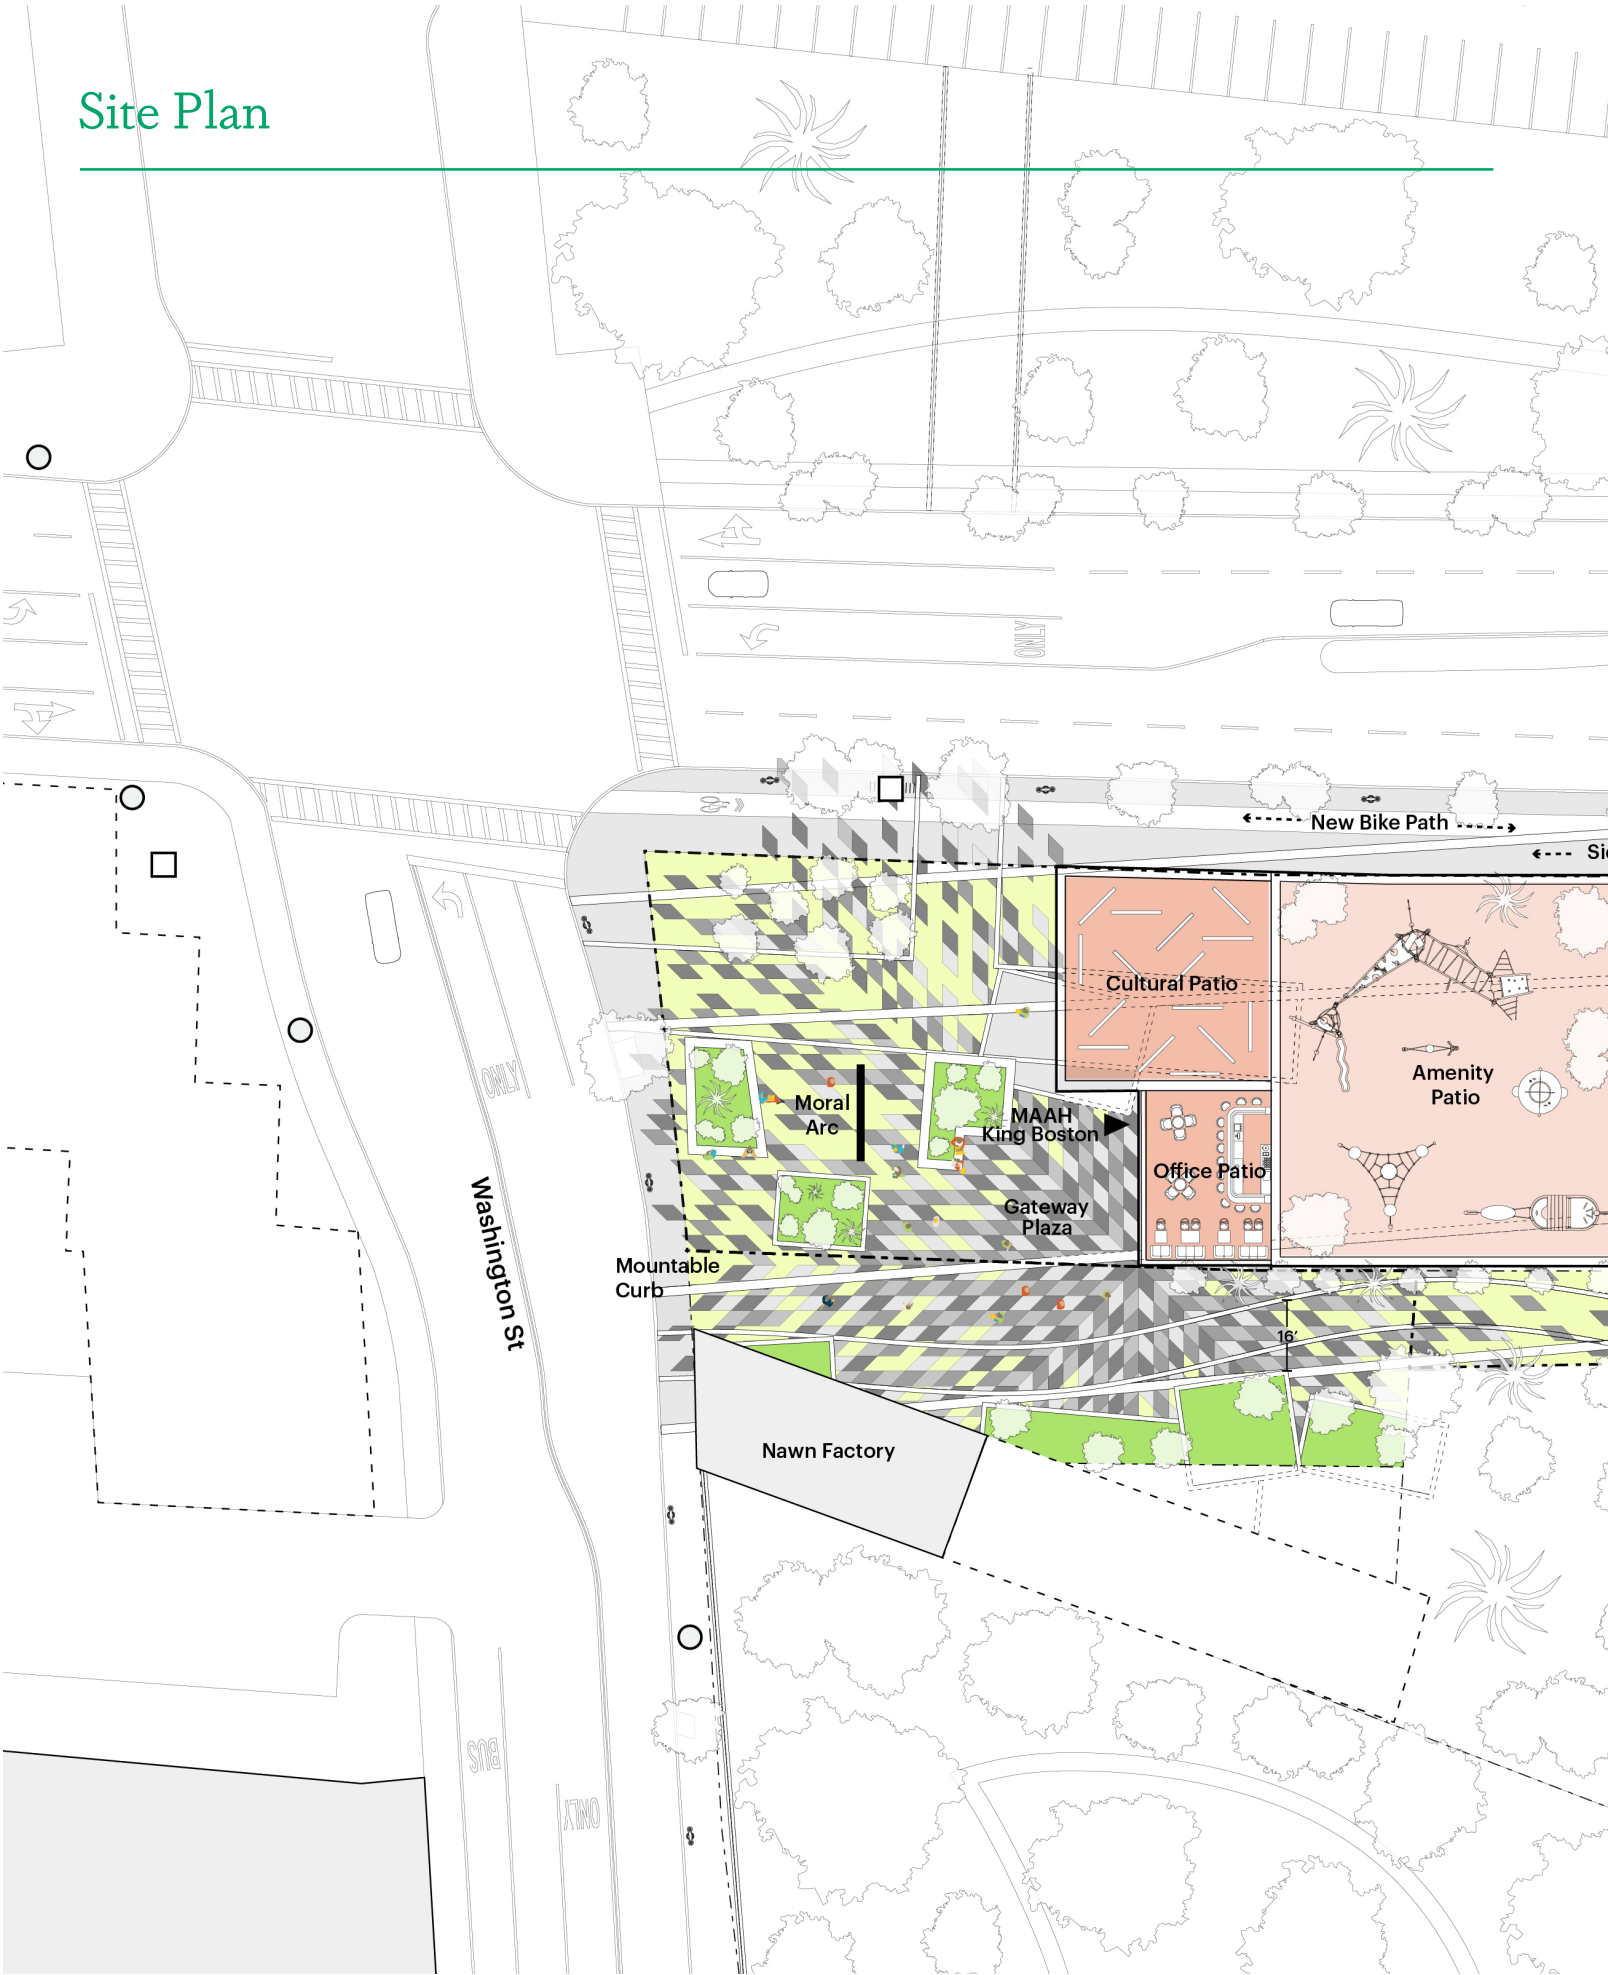 Site Plan
ONLY
New Bike Path
Cultural Patio
Amenity
Patio
Moral
Arc
MAAH
King Boston
Office Patio
Gateway
Plaza
ONLY
Washington St
Mountable
Curb
16'
Nawn Factory
BUS
ONLY